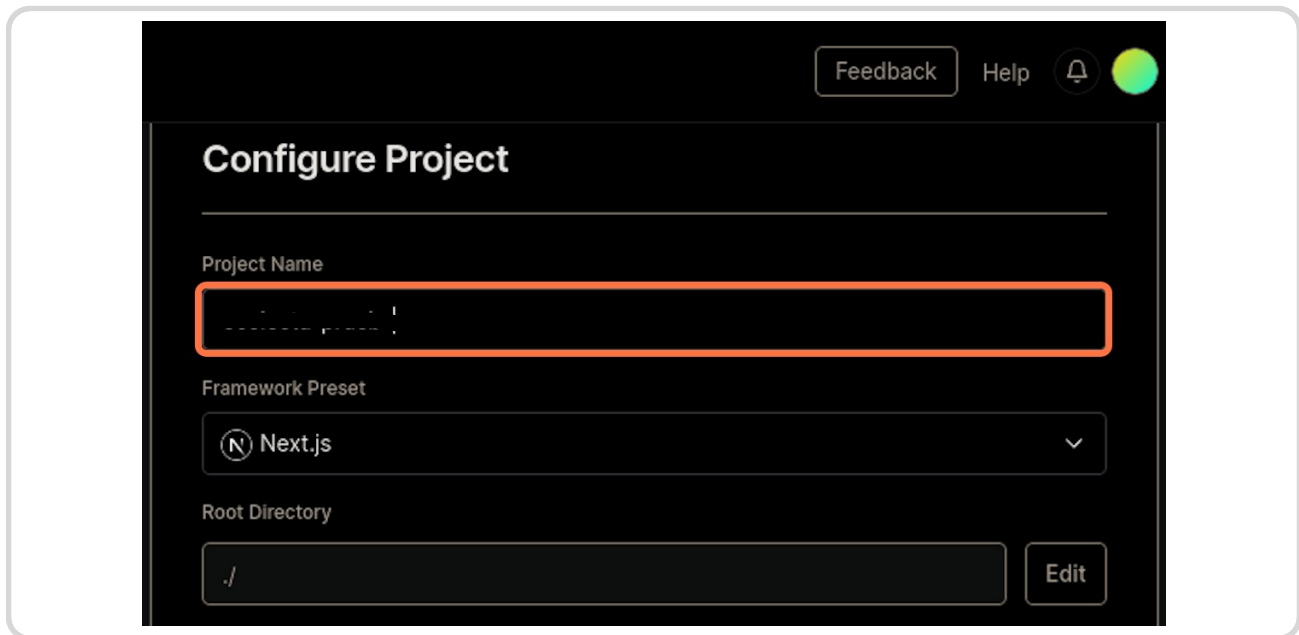 Feedback Help
Configure Project
Project Name
Framework Preset
Next.js
Root Directory
./
Edit